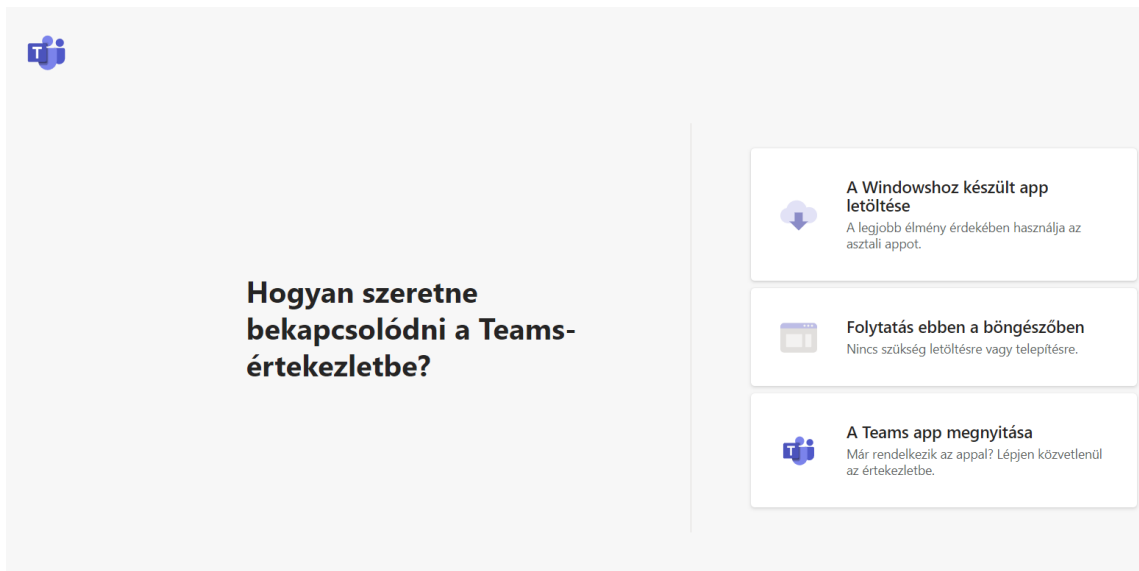 T
Hogyan szeretne
bekapcsolódni a Teams-
értekezletbe?
A Windowshoz készült app
letöltése
A legjobb élmény érdekében használja az
asztali appot.
Folytatás ebben a böngészőben
Nincs szükség letöltésre vagy telepítésre.
T
A Teams app megnyitása
Már rendelkezik az appal? Lépjen közvetlenül
az értekezletbe.